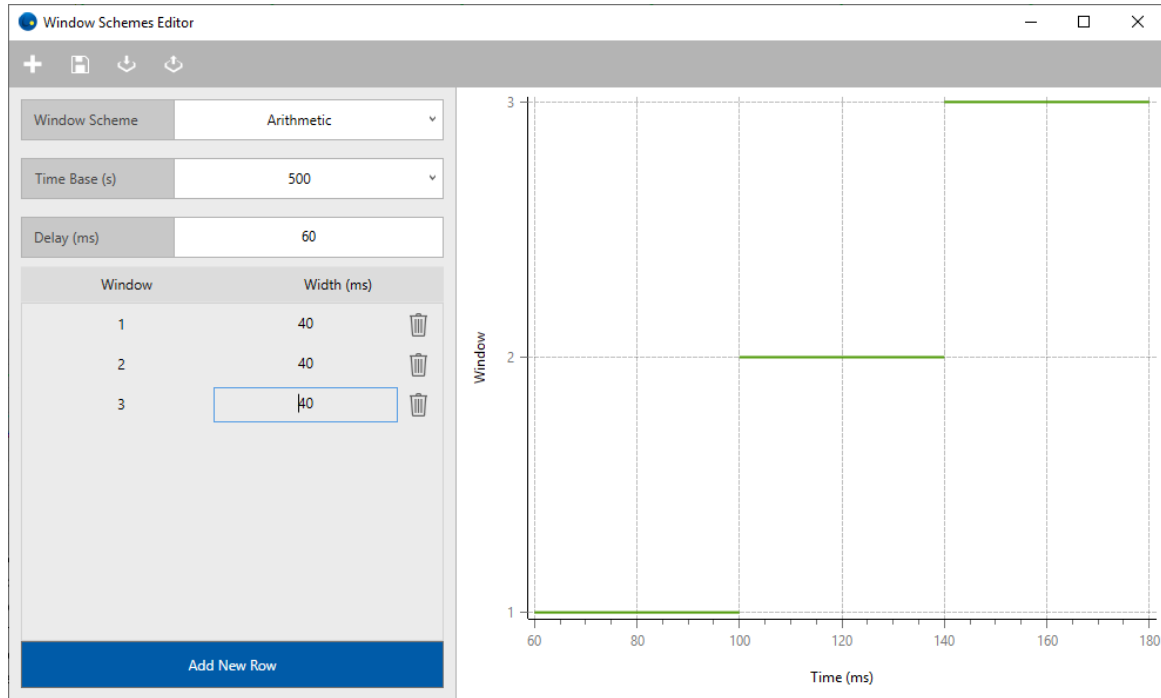 Window Schemes Editor
Window Scheme Arithmetic
Time Base (s) 500
Delay (ms) 60
Window Width (ms)
1 40
2 40
3 40
Add New Row
3
2
1
Window
60 80 100 120 140 160 180
Time (ms)